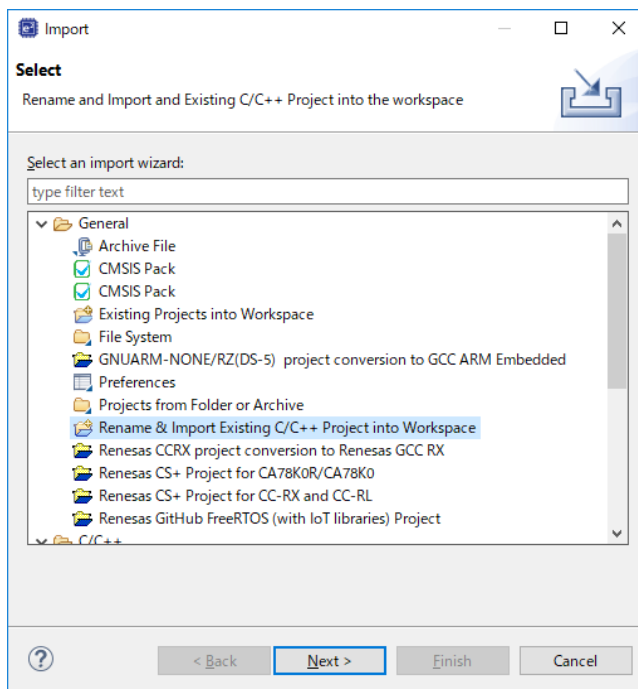 Import
Select
Rename and Import and Existing C/C++ Project into the workspace
Select an import wizard:
type filter text
General
Archive File
CMSIS Pack
CMSIS Pack
Existing Projects into Workspace
File System
GNUARM-NONE/RZ(DS-5)  project conversion to GCC ARM Embedded
Preferences
Projects from Folder or Archive
Rename & Import Existing C/C++ Project into Workspace
Renesas CCRX project conversion to Renesas GCC RX
Renesas CS+ Project for CA78K0R/CA78K0
Renesas CS+ Project for CC-RX and CC-RL
Renesas GitHub FreeRTOS (with IoT libraries) Project
C/C++
< Back Next > Finish Cancel